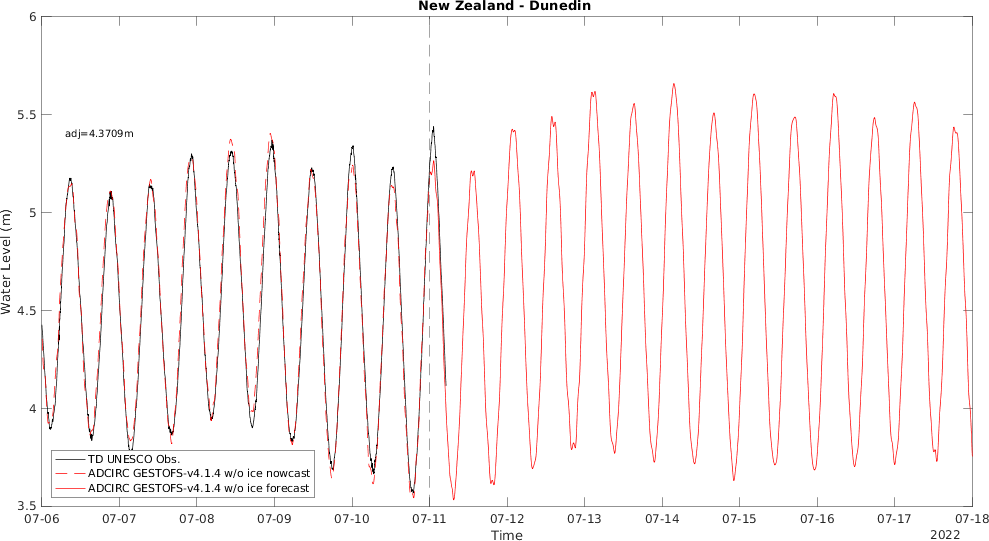 New Zealand - Dunedin
6
5.5
adj=4.3709m
5
Water Level (m)
4.5
4
TD UNESCO Obs.
ADCIRC GESTOFS-v4.1.4 w/o ice nowcast
ADCIRC GESTOFS-v4.1.4 w/o ice forecast
3.5
07-06 07-07 07-08 07-09 07-10 07-11 07-12 07-13 07-14 07-15 07-16 07-17 07-18
Time
2022